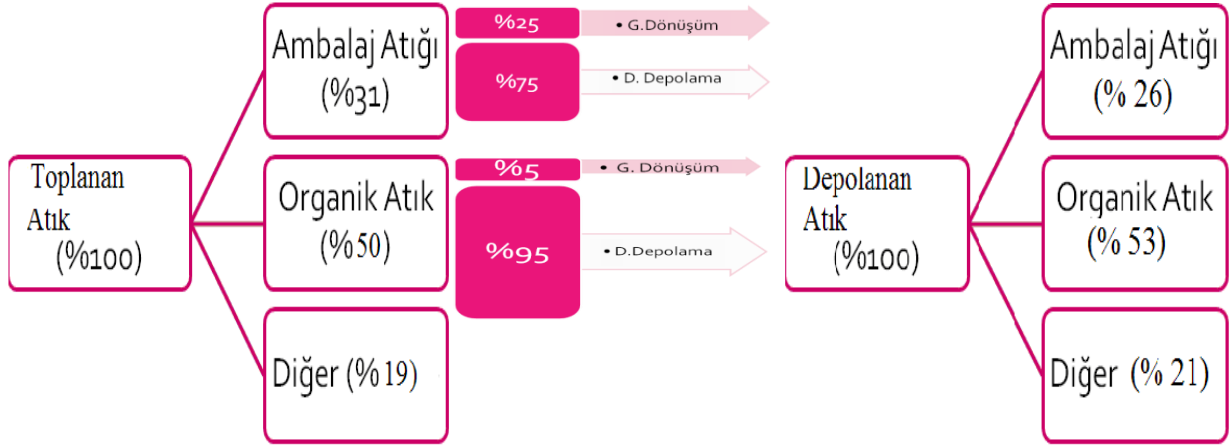 Toplanan
Atık
(%100)
Ambalaj Atığı
(%31)
%25
• G.Dönüşüm
%75
• D. Depolama
Organik Atık
(%50)
%5
• G. Dönüşüm
%95
• D.Depolama
Diğer (%19)
Depolanan
Atık
(%100)
Ambalaj Atığı
(% 26)
Organik Atık
(% 53)
Diğer (% 21)